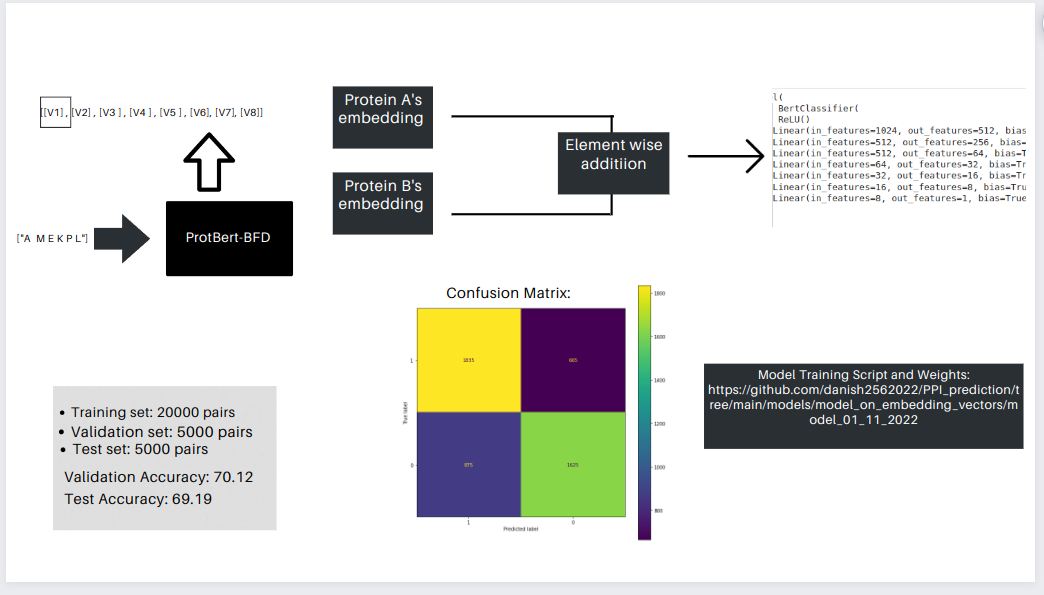 [[V1] , [V2] , [V3 ] , [V4 ] , [V5 ] , [V6], [V7], [V8]]
["A M E K P L"]
ProtBert-BFD
Protein A's
embedding
Protein B's
embedding
Element wise
additiion
l(
BertClassifier(
ReLU()
Linear(in_features=1024, out_features=512, bias
Linear(in_features=512, out_features=256, bias=
Linear(in_features=512, out_features=64, bias=T
Linear(in_features=64, out_features=32, bias=Tr
Linear(in_features=32, out_features=16, bias=Tr
Linear(in_features=16, out_features=8, bias=Tru
Linear(in_features=8, out_features=1, bias=True
Training set: 20000 pairs
Validation set: 5000 pairs
Test set: 5000 pairs
Validation Accuracy: 70.12
Test Accuracy: 69.19
Confusion Matrix:
1835
665
875
1625
1
0
True label
1
0
Predicted label
1800
1600
1400
1200
1000
800
Model Training Script and Weights:
https://github.com/danish2562022/PPI_prediction/t
ree/main/models/model_on_embedding_vectors/m
odel_01_11_2022